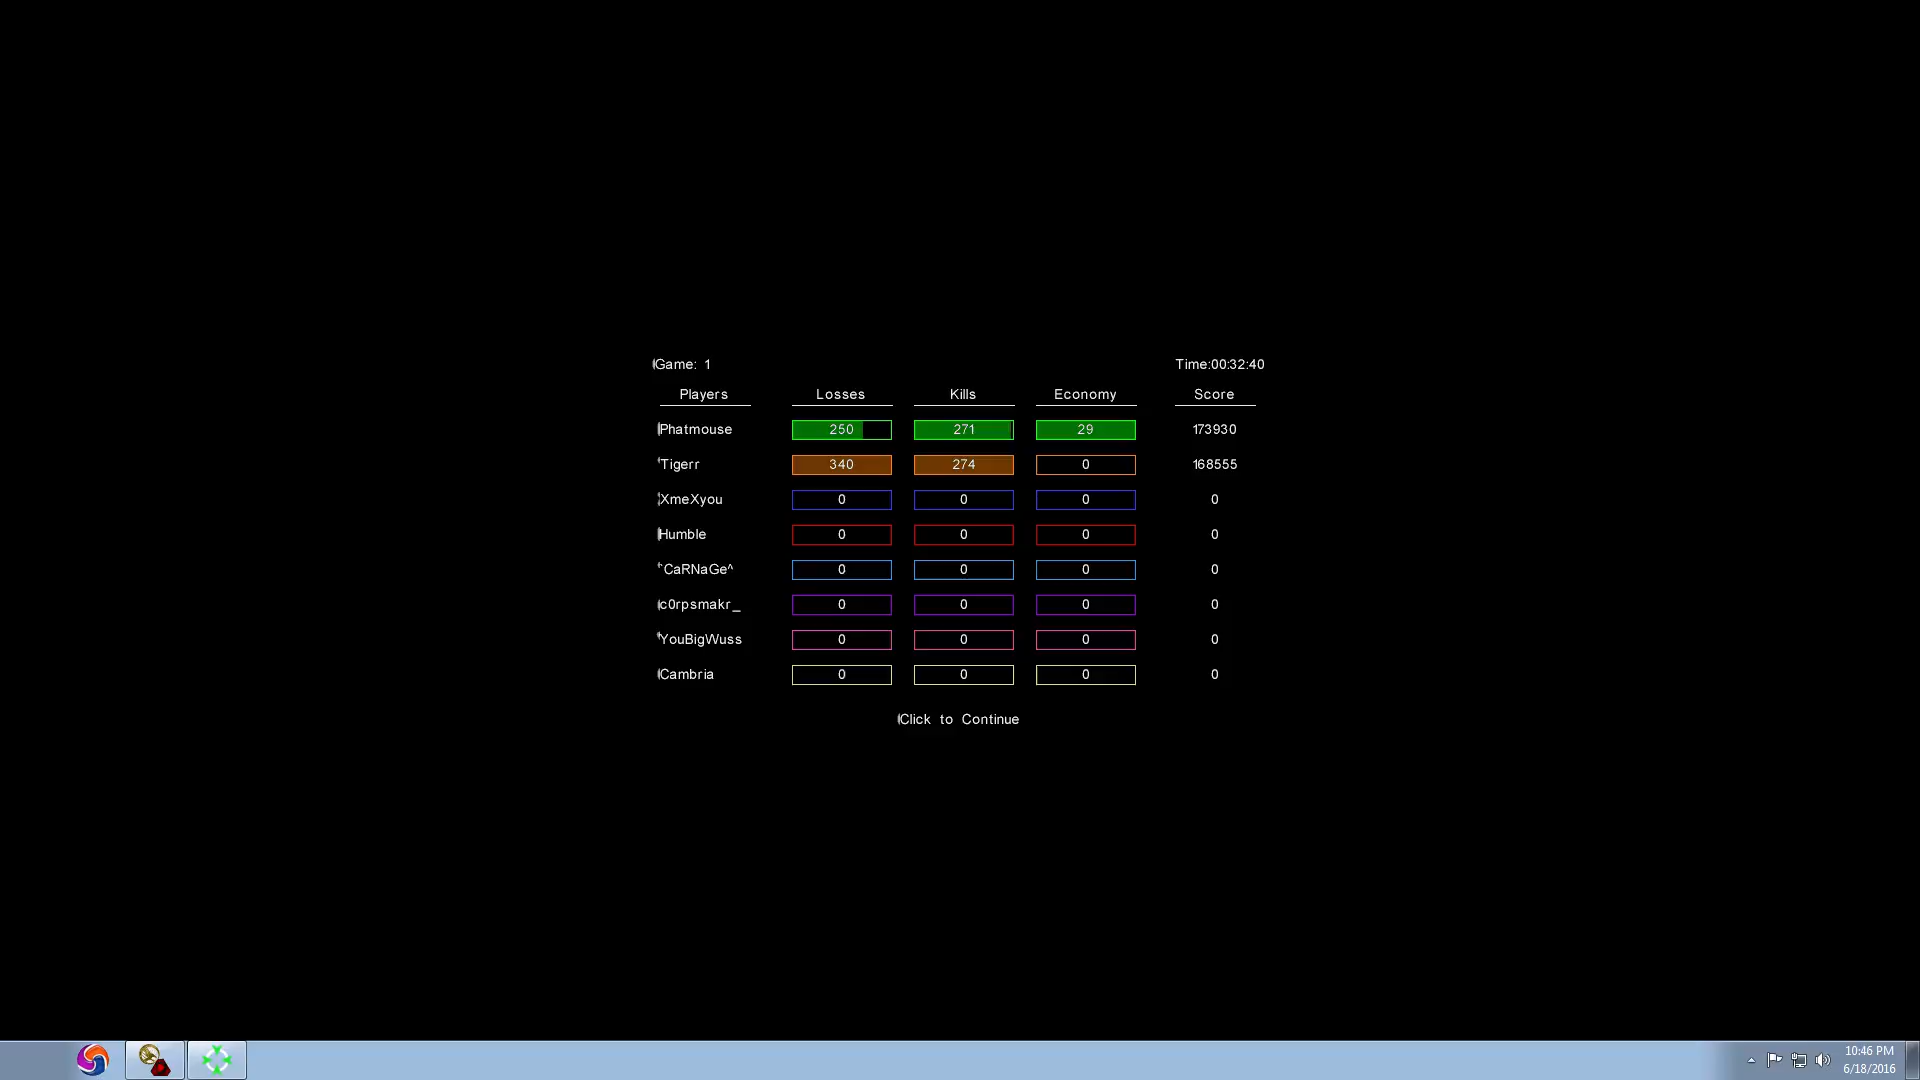 Game: 1 Time:00:32:40
Players Losses Kills Economy Score
Phatmouse 250 271 29 173930
Tigerr 340 274 0 168555
XmeXyou 0 0 0 0
Humble 0 0 0 0
^CaRNaGe^ 0 0 0 0
c0rpsmakr_ 0 0 0 0
YouBigWuss 0 0 0 0
Cambria 0 0 0 0
Click to Continue
10:46 PM
6/18/2016